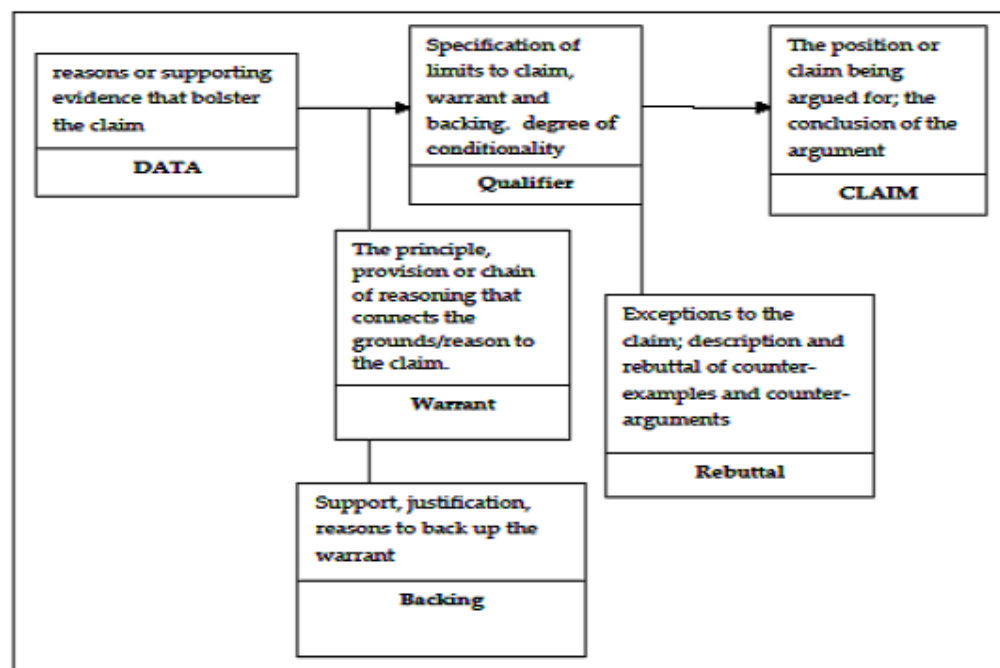 reasons or supporting
evidence that bolster
the claim
DATA
Specification of
limits to claim,
warrant and
backing. degree of
conditionality
Qualifier
The position or
claim being
argued for; the
conclusion of the
argument
CLAIM
The principle,
provision or chain
of reasoning that
connects the
grounds/reason to
the claim.
Warrant
Exceptions to the
claim; description and
rebuttal of counter-
examples and counter-
arguments
Rebuttal
Support, justification,
reasons to back up the
warrant
Backing